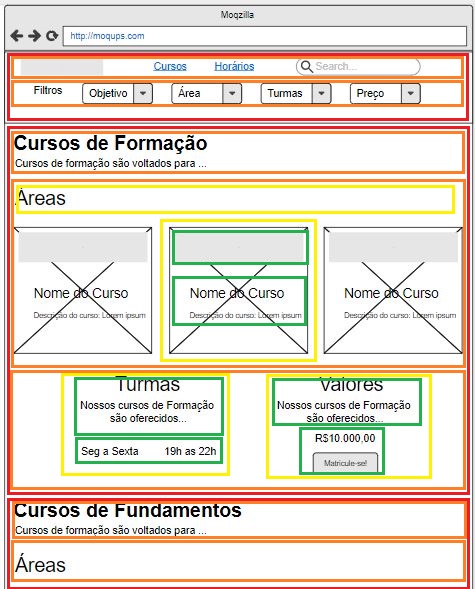 Moqzilla
http://moqups.com
Cursos Horários Search...
Filtros Objetivo Área Turmas Preço
Cursos de Formação
Cursos de formação são voltados para ...
Áreas
Nome do Curso Nome do Curso Nome do Curso
Descrição do curso: Lorem ipsum Descrição do curso: Lorem ipsum Descrição do curso: Lorem ipsum
Turmas
Nossos cursos de Formação
são oferecidos...
Seg a Sexta 19h as 22h
Valores
Nossos cursos de Formação
são oferecidos...
R$10.000,00
Matricule-se!
Cursos de Fundamentos
Cursos de formação são voltados para ...
Áreas